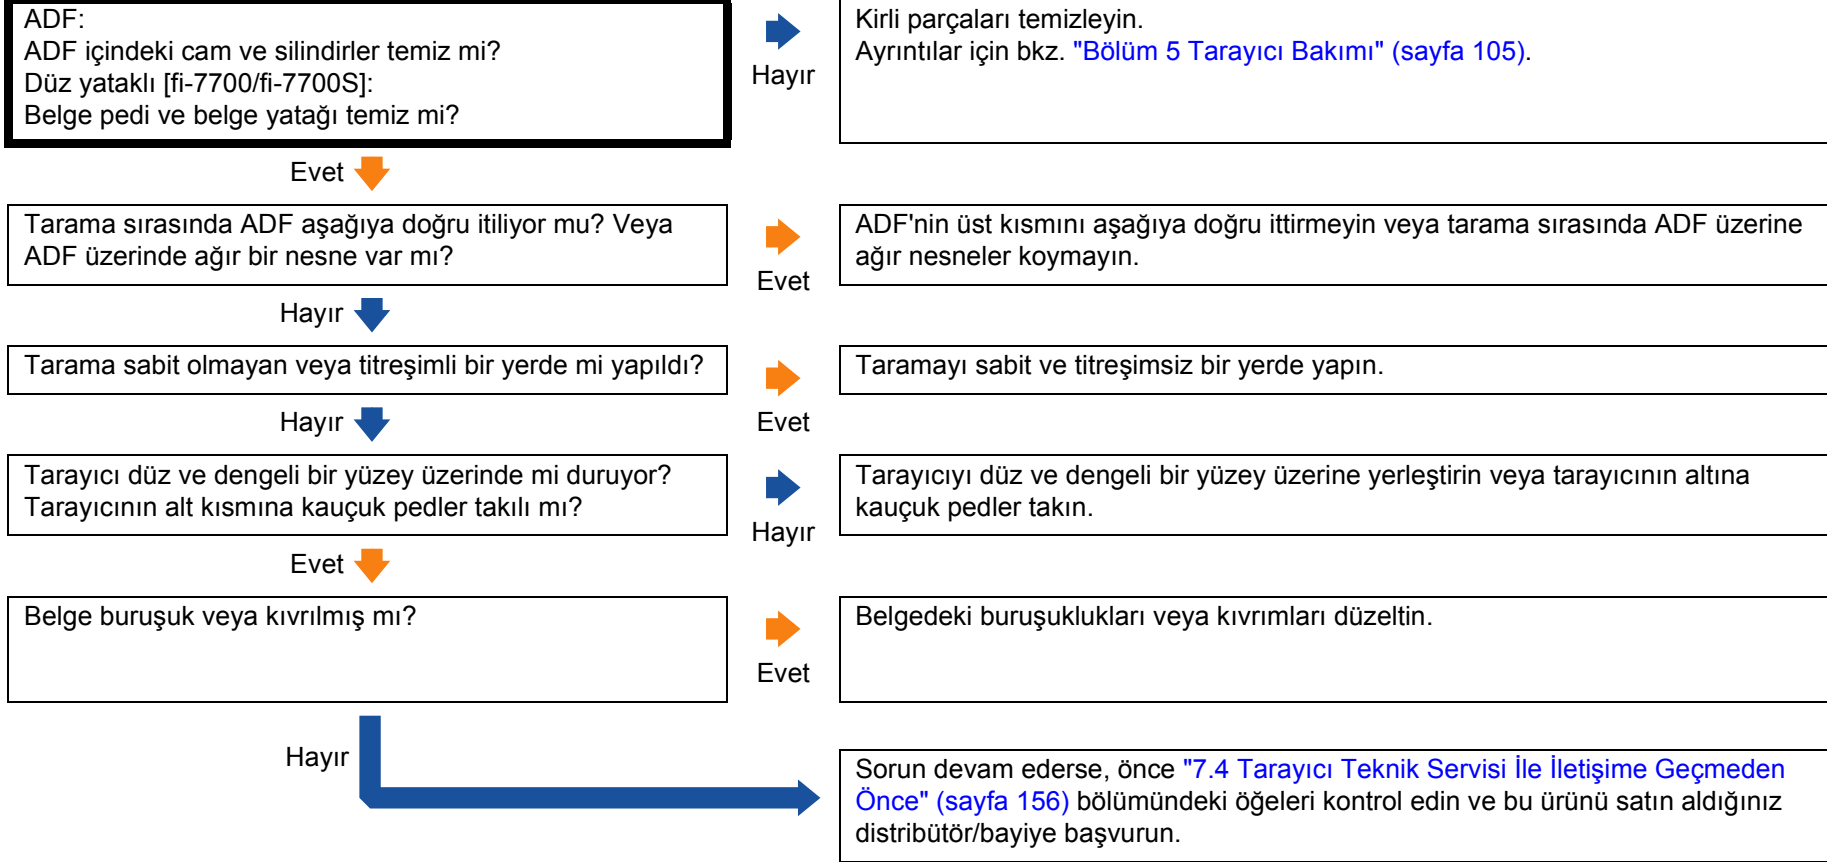 ADF:
ADF içindeki cam ve silindirler temiz mi?
Düz yataklı [fi-7700/fi-7700S]:
Belge pedi ve belge yatağı temiz mi?
Hayır
Kirli parçaları temizleyin.
Ayrıntılar için bkz. "Bölüm 5 Tarayıcı Bakımı" (sayfa 105).
Evet
Tarama sırasında ADF aşağıya doğru itiliyor mu? Veya
ADF üzerinde ağır bir nesne var mı?
Evet
ADF'nin üst kısmını aşağıya doğru ittirmeyin veya tarama sırasında ADF üzerine
ağır nesneler koymayın.
Hayır
Tarama sabit olmayan veya titreşimli bir yerde mi yapıldı?
Evet
Taramayı sabit ve titreşimsiz bir yerde yapın.
Hayır
Tarayıcı düz ve dengeli bir yüzey üzerinde mi duruyor?
Tarayıcının alt kısmına kauçuk pedler takılı mı?
Hayır
Tarayıcıyı düz ve dengeli bir yüzey üzerine yerleştirin veya tarayıcının altına
kauçuk pedler takın.
Evet
Belge buruşuk veya kıvrılmış mı?
Evet
Belgedeki buruşuklukları veya kıvrımları düzeltin.
Hayır
Sorun devam ederse, önce "7.4 Tarayıcı Teknik Servisi İle İletişime Geçmeden
Önce" (sayfa 156) bölümündeki öğeleri kontrol edin ve bu ürünü satın aldığınız
distribütör/bayiye başvurun.